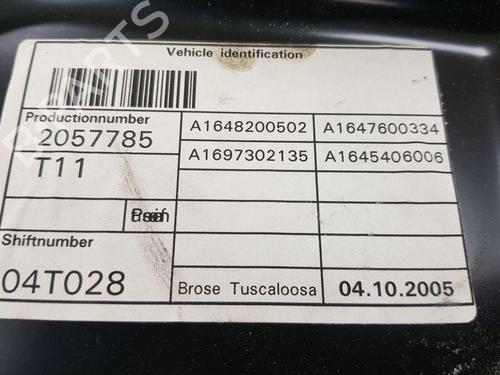 Vehicle identification
Productionnumber
2057785
T11
A1648200502 A1647600334
A1697302135 A1645406006
Shiftnumber
04T028
Brose Tuscaloosa 04.10.2005